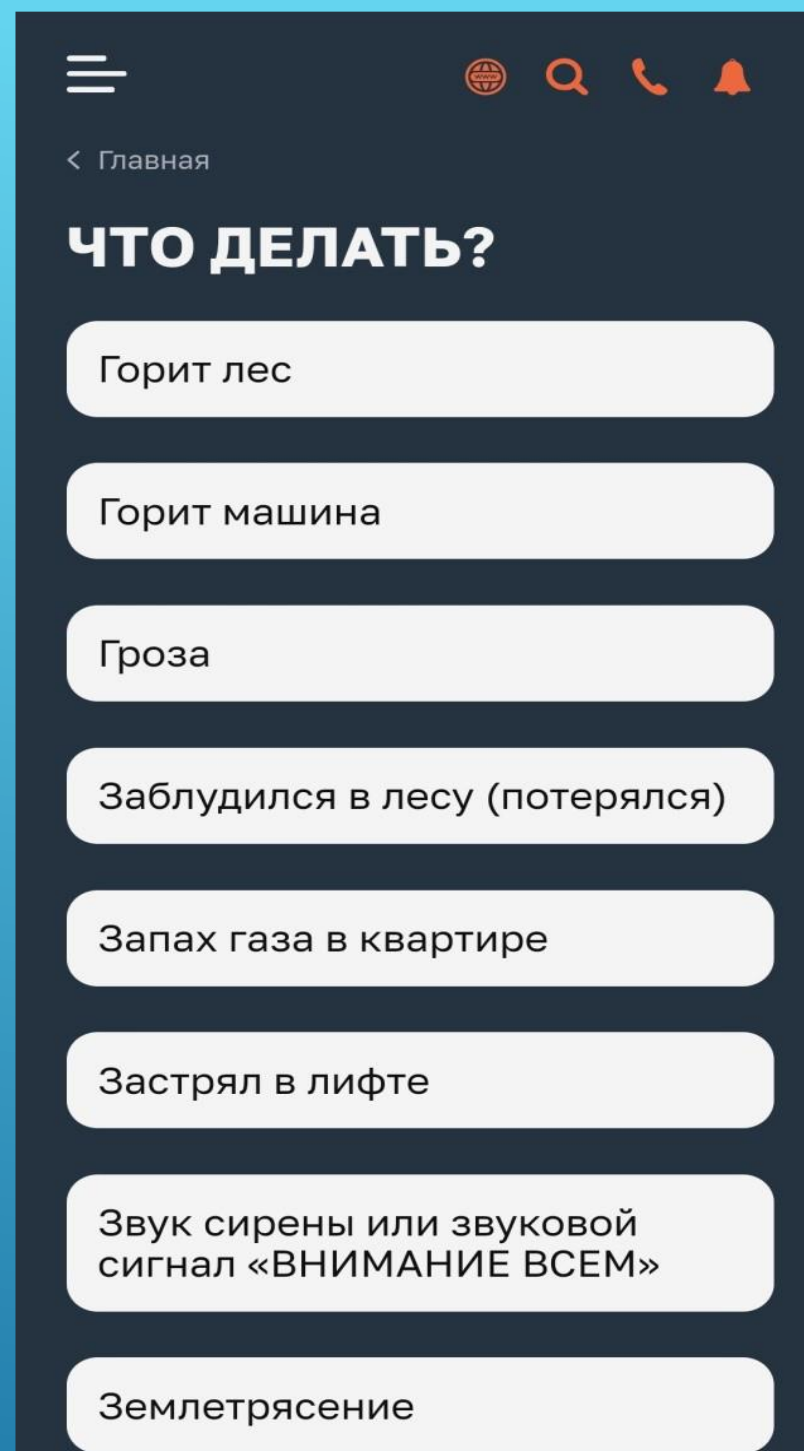 www
< Главная
ЧТО ДЕЛАТЬ?
Горит лес
Горит машина
Гроза
Заблудился в лесу (потерялся)
Запах газа в квартире
Застрял в лифте
Звук сирены или звуковой
сигнал «ВНИМАНИЕ ВСЕМ»
Землетрясение